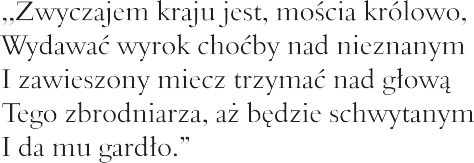 „Zwyczajem kraju jest, mościa królowo,
Wydawać wyrok choćby nad nieznanym
I zawieszony miecz trzymać nad głową
Tego zbrodniarza, aż będzie schwytanym
I da mu gardło.”